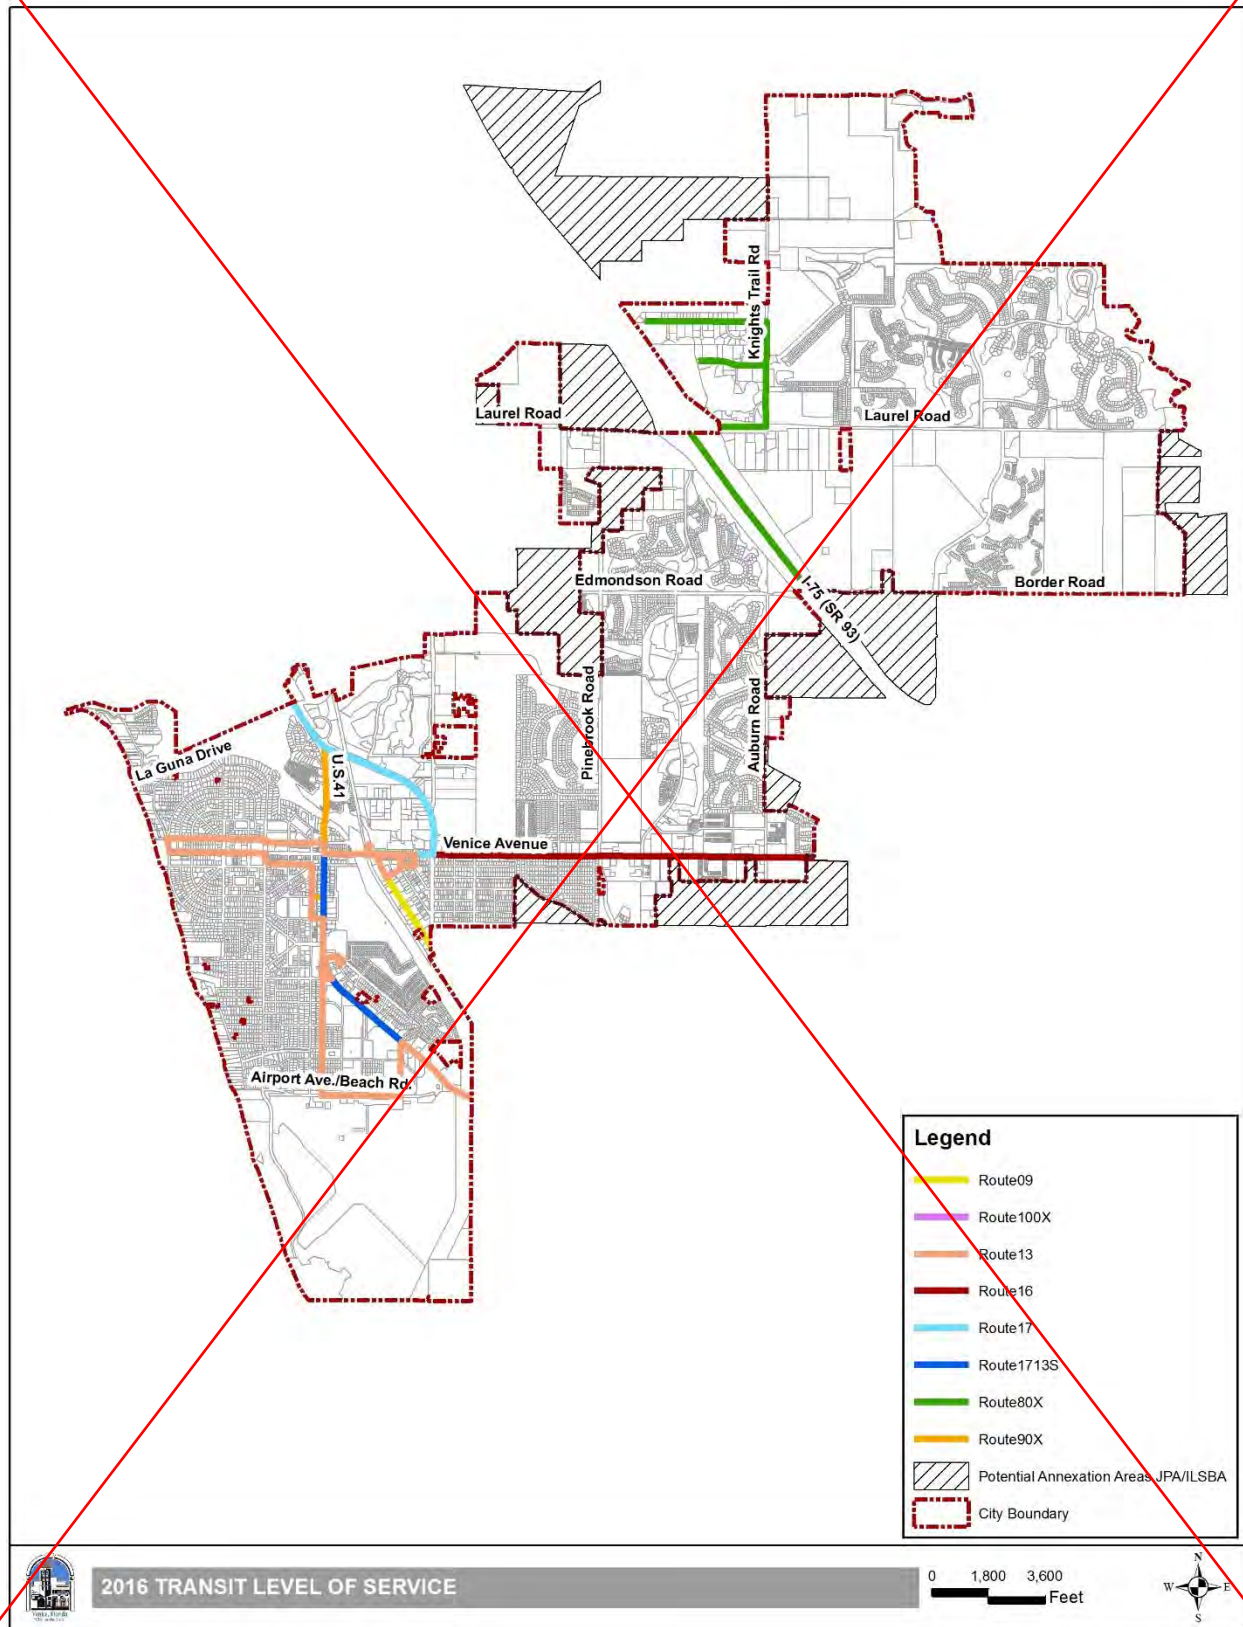 Knights Trail Rd
Laurel Road
Laurel Road
Edmondson Road
I-75 (SR 93)
Border Road
Pinebrook Road
Auburn Road
La Guna Drive
U.S.41
Venice Avenue
Airport Ave./Beach Rd.
Legend
Route09
Route100X
Route13
Route16
Route17
Route1713S
Route80X
Route90X
Potential Annexation Areas JPA/ILSBA
City Boundary
2016 TRANSIT LEVEL OF SERVICE
0 1,800 3,600
Feet
N
W E
S